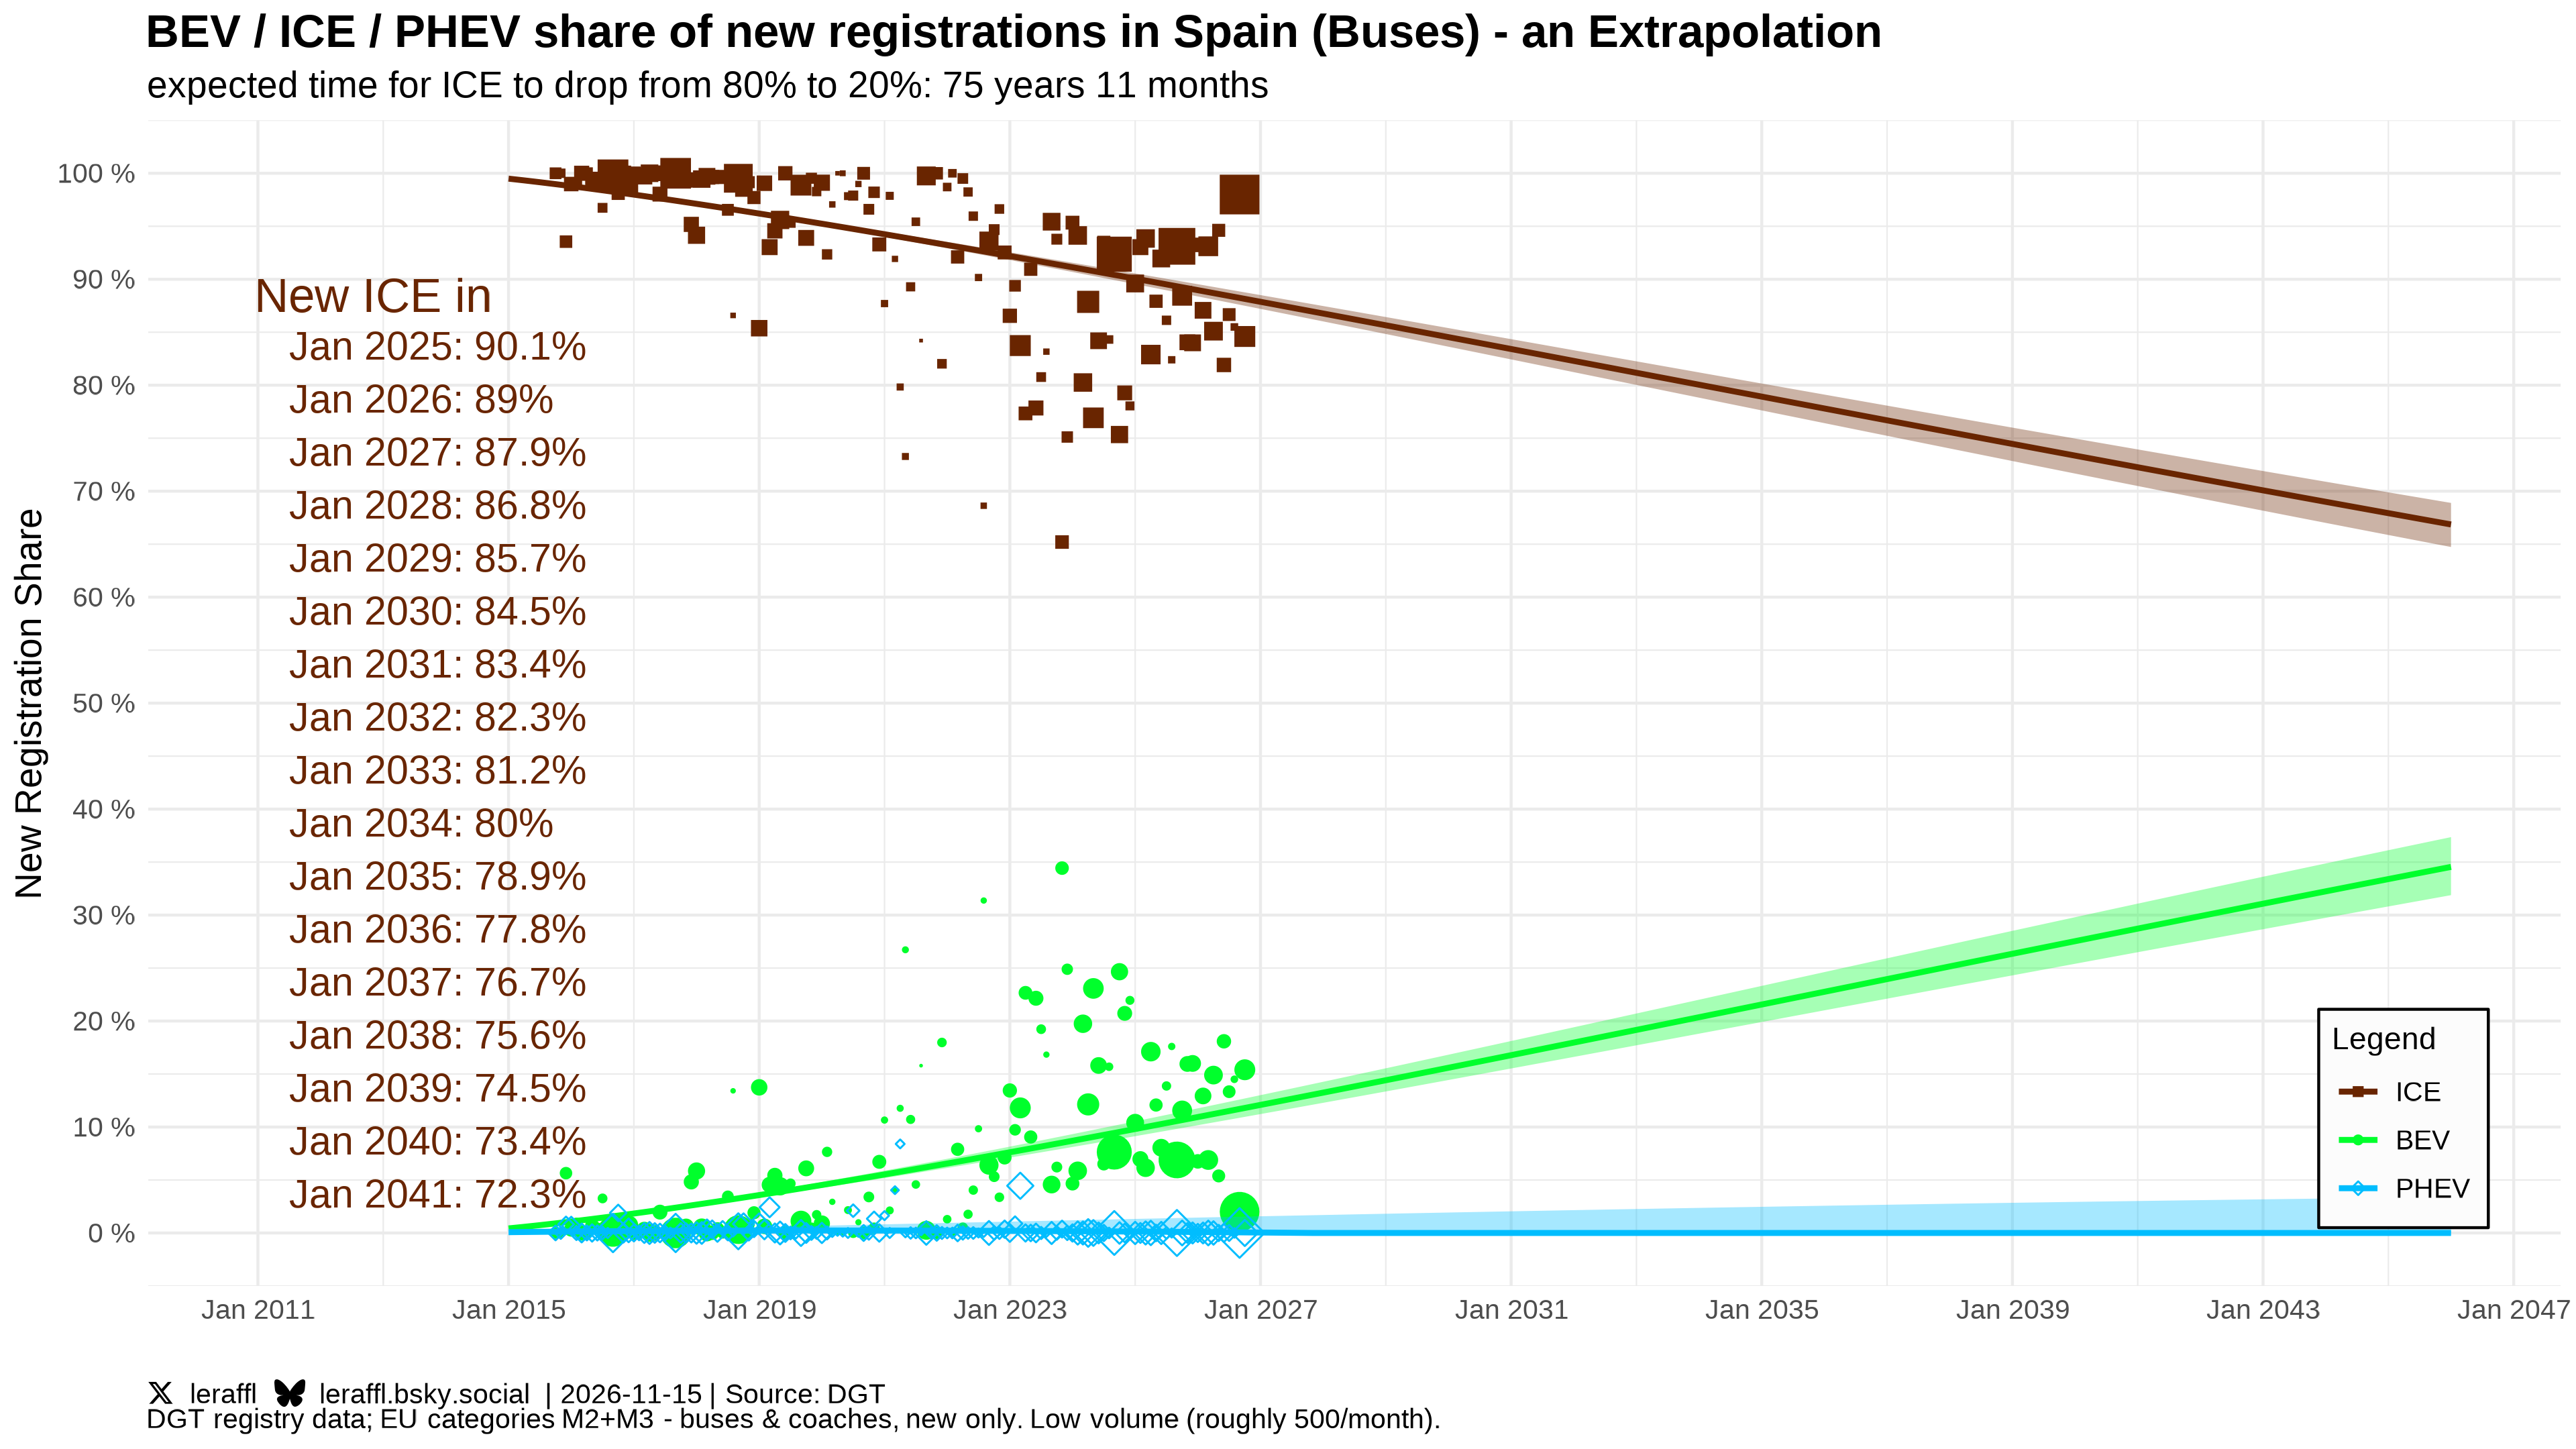 BEV / ICE / PHEV share of new registrations in Spain (Buses) - an Extrapolation
expected time for ICE to drop from 80% to 20%: 75 years 11 months
New Registration Share
100 %
90 %
80 %
70 %
60 %
50 %
40 %
30 %
20 %
10 %
0 %
New ICE in
Jan 2025: 90.1%
Jan 2026: 89%
Jan 2027: 87.9%
Jan 2028: 86.8%
Jan 2029: 85.7%
Jan 2030: 84.5%
Jan 2031: 83.4%
Jan 2032: 82.3%
Jan 2033: 81.2%
Jan 2034: 80%
Jan 2035: 78.9%
Jan 2036: 77.8%
Jan 2037: 76.7%
Jan 2038: 75.6%
Jan 2039: 74.5%
Jan 2040: 73.4%
Jan 2041: 72.3%
Legend
ICE
BEV
PHEV
Jan 2011 Jan 2015 Jan 2019 Jan 2023 Jan 2027 Jan 2031 Jan 2035 Jan 2039 Jan 2043 Jan 2047
leraffl leraffl.bsky.social | 2026-11-15 | Source: DGT
DGT registry data; EU categories M2+M3 - buses & coaches, new only. Low volume (roughly 500/month).